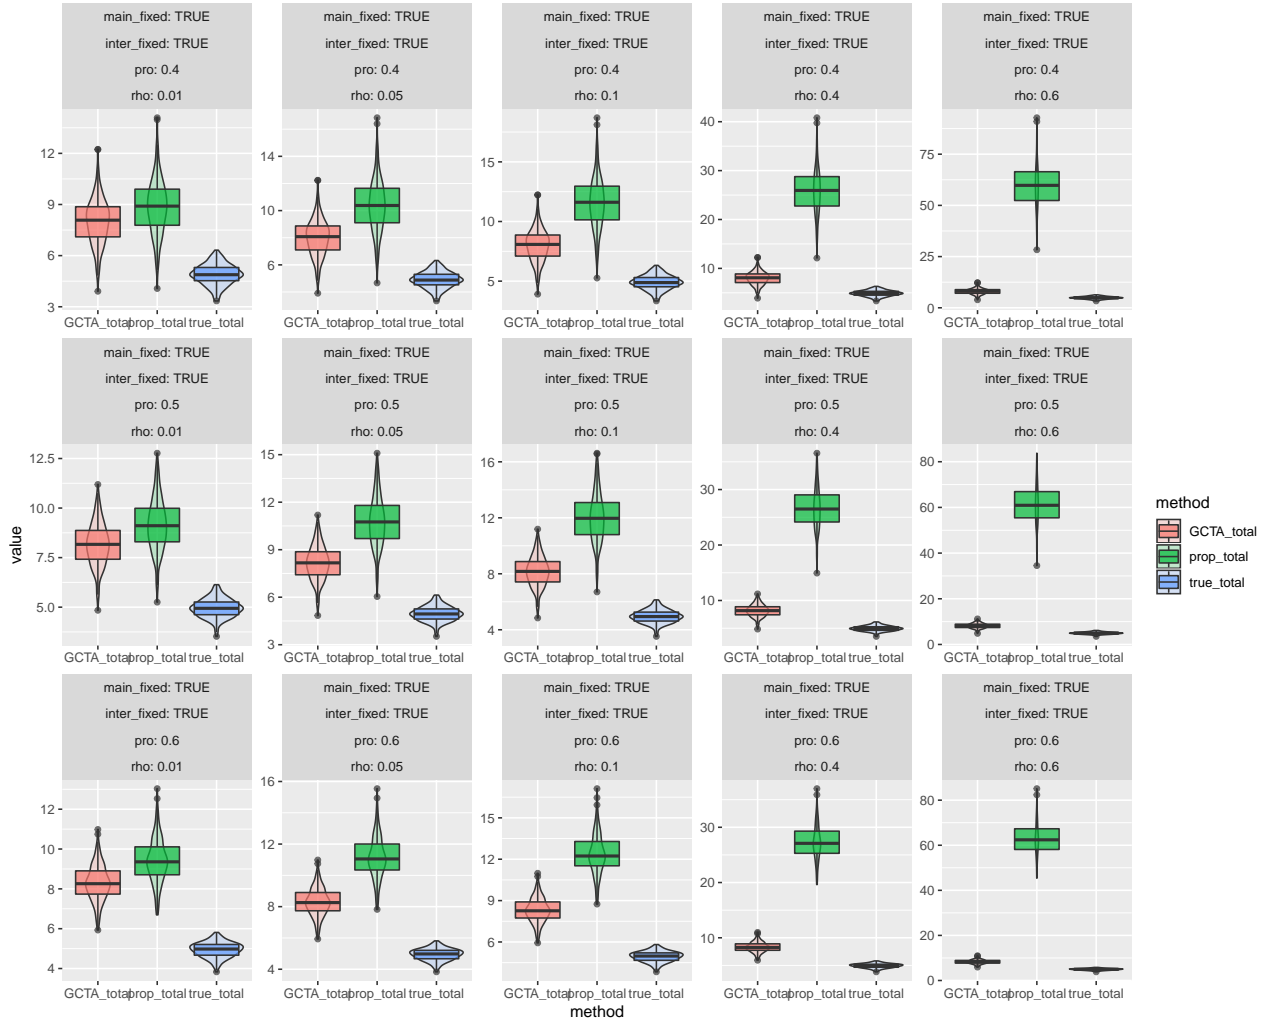 main_fixed: TRUE
inter_fixed: TRUE
pro: 0.4
rho: 0.01
main_fixed: TRUE
inter_fixed: TRUE
pro: 0.4
rho: 0.05
main_fixed: TRUE
inter_fixed: TRUE
pro: 0.4
rho: 0.1
main_fixed: TRUE
inter_fixed: TRUE
pro: 0.4
rho: 0.4
main_fixed: TRUE
inter_fixed: TRUE
pro: 0.4
rho: 0.6
12
9
6
3
GCTA_total prop_total true_total
14
10
6
GCTA_total prop_total true_total
15
10
5
GCTA_total prop_total true_total
40
30
20
10
GCTA_total prop_total true_total
75
50
25
0
GCTA_total prop_total true_total
main_fixed: TRUE
inter_fixed: TRUE
pro: 0.5
rho: 0.01
main_fixed: TRUE
inter_fixed: TRUE
pro: 0.5
rho: 0.05
main_fixed: TRUE
inter_fixed: TRUE
pro: 0.5
rho: 0.1
main_fixed: TRUE
inter_fixed: TRUE
pro: 0.5
rho: 0.4
main_fixed: TRUE
inter_fixed: TRUE
pro: 0.5
rho: 0.6
value
12.5
10.0
7.5
5.0
GCTA_total prop_total true_total
15
12
9
6
3
GCTA_total prop_total true_total
16
12
8
4
GCTA_total prop_total true_total
30
20
10
GCTA_total prop_total true_total
80
60
40
20
0
GCTA_total prop_total true_total
method
GCTA_total
prop_total
true_total
main_fixed: TRUE
inter_fixed: TRUE
pro: 0.6
rho: 0.01
main_fixed: TRUE
inter_fixed: TRUE
pro: 0.6
rho: 0.05
main_fixed: TRUE
inter_fixed: TRUE
pro: 0.6
rho: 0.1
main_fixed: TRUE
inter_fixed: TRUE
pro: 0.6
rho: 0.4
main_fixed: TRUE
inter_fixed: TRUE
pro: 0.6
rho: 0.6
12
10
8
6
4
GCTA_total prop_total true_total
16
12
8
4
GCTA_total prop_total true_total
15
12
9
6
GCTA_total prop_total true_total
30
20
10
GCTA_total prop_total true_total
80
60
40
20
0
GCTA_total prop_total true_total
method